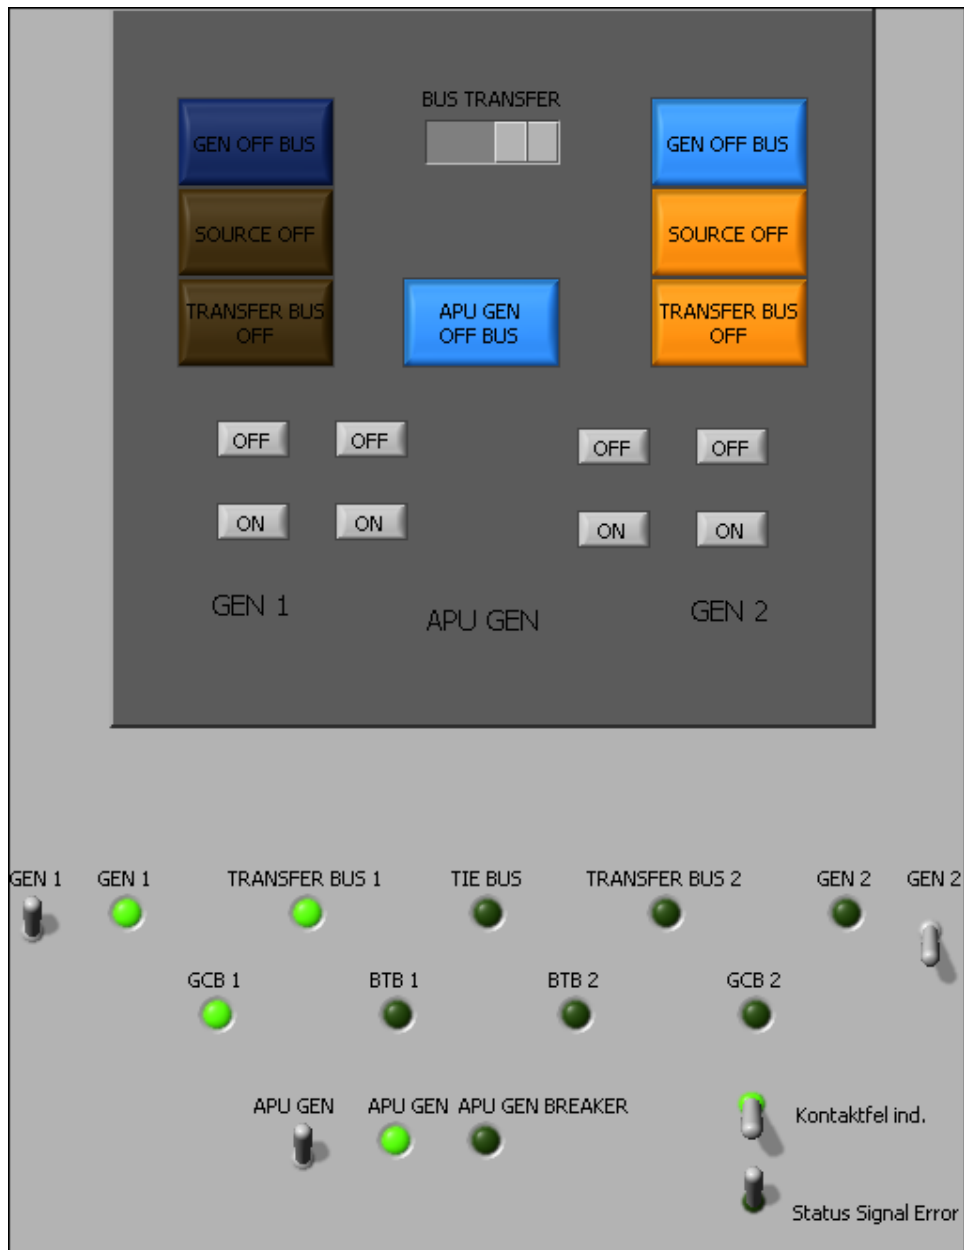 BUS TRANSFER
GEN OFF BUS
GEN OFF BUS
SOURCE OFF
SOURCE OFF
TRANSFER BUS
OFF
APU GEN
OFF BUS
TRANSFER BUS
OFF
OFF
OFF
OFF
OFF
ON
ON
ON
ON
GEN 1
APU GEN
GEN 2
GEN 1
GEN 1
TRANSFER BUS 1
TIE BUS
TRANSFER BUS 2
GEN 2
GEN 2
GCB 1
BTB 1
BTB 2
GCB 2
APU GEN
APU GEN
APU GEN BREAKER
Kontaktfel ind.
Status Signal Error